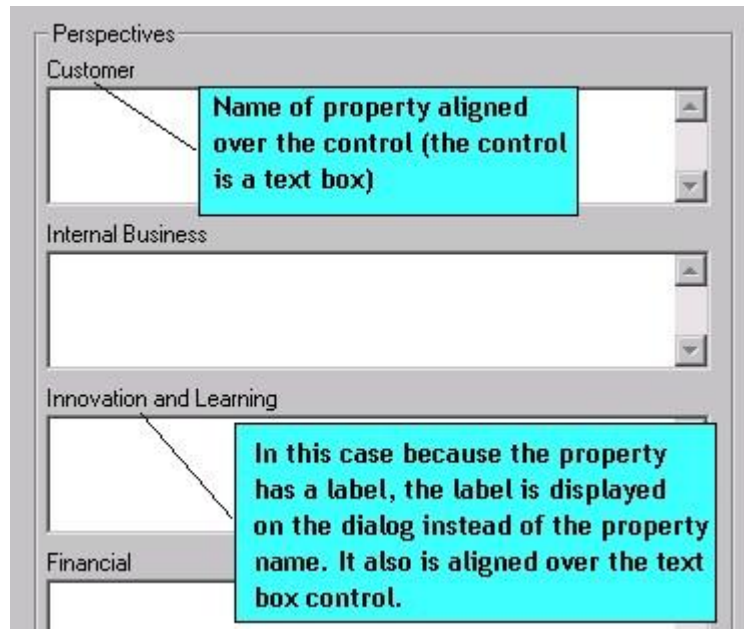 Perspectives
Customer
Name of property aligned
over the control (the control
is a text box)
Internal Business
Innovation and Learning
In this case because the property
has a label, the label is displayed
on the dialog instead of the property
name. It also is aligned over the text
box control.
Financial